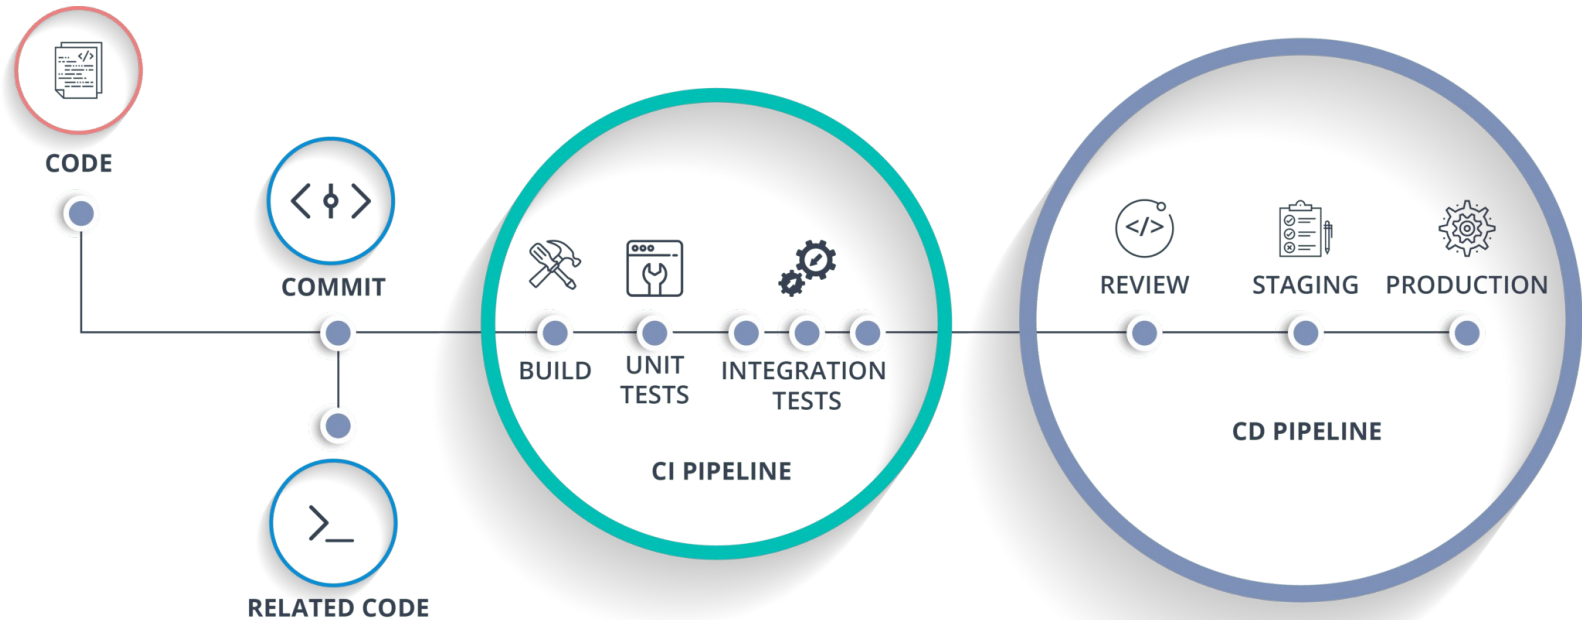 CODE
COMMIT
RELATED CODE
BUILD
UNIT
TESTS
INTEGRATION
TESTS
CI PIPELINE
</>
REVIEW
STAGING
PRODUCTION
CD PIPELINE